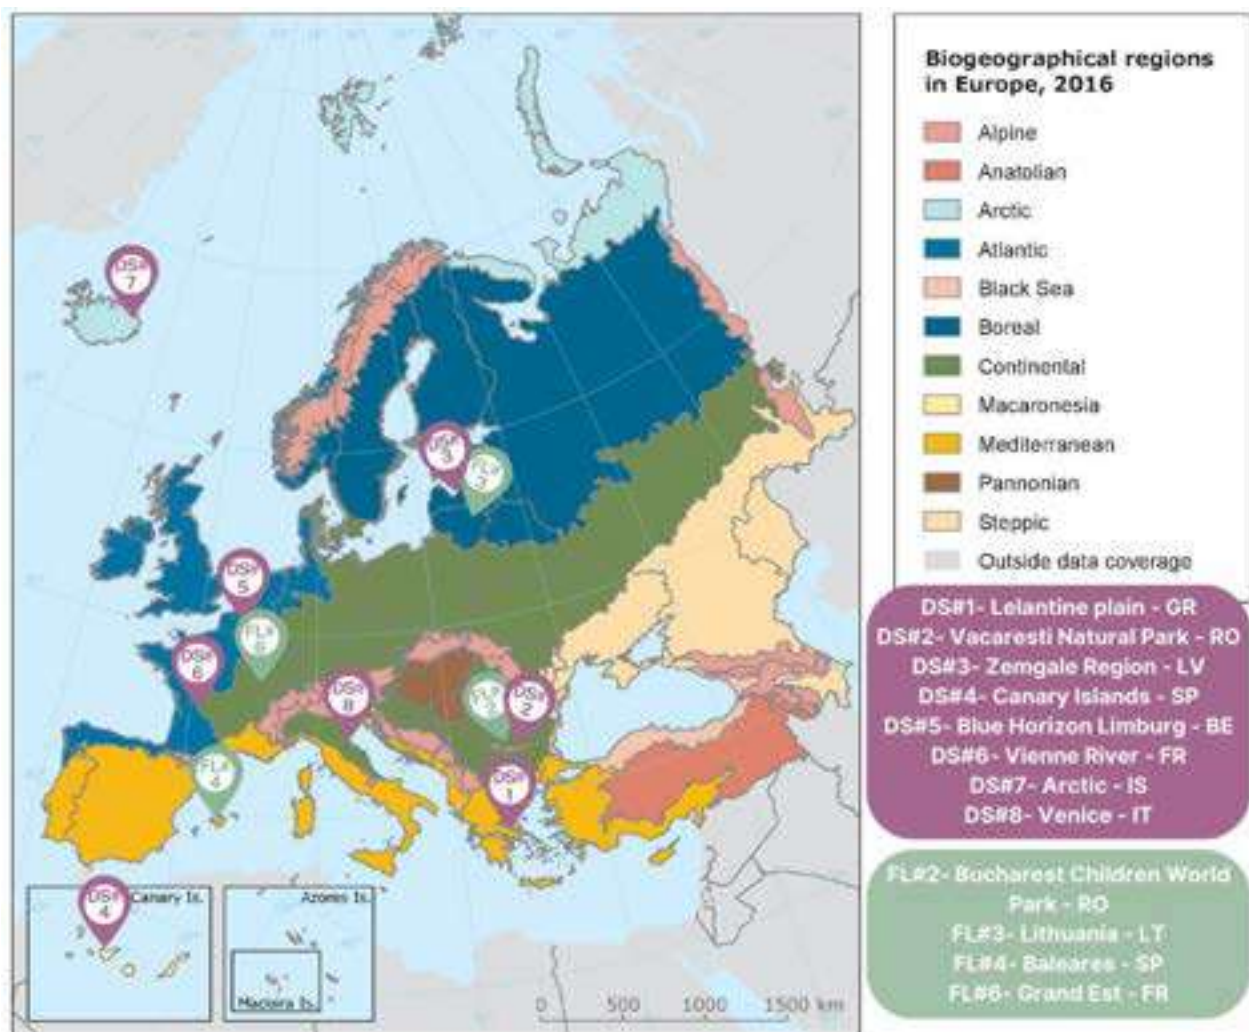 Biogeographical regions
in Europe, 2016
Alpine
Anatolian
Arctic
Atlantic
Black Sea
Boreal
Continental
Macaronesia
Mediterranean
Pannonian
Steppic
Outside data coverage
DS#1- Lelantine plain - GR
DS#2- Vacaresti Natural Park - RO
DS#3- Zemgale Region - LV
DS#4- Canary Islands - SP
DS#5- Blue Horizon Limburg - BE
DS#6- Vienne River - FR
DS#7- Arctic - IS
DS#8- Venice - IT
FL#2- Bucharest Children World
Park - RO
FL#3- Lithuania - LT
FL#4- Baleares - SP
FL#6- Grand Est - FR
DS#
7
DS#
3
FL#
DS#
5
FL#
DS#
6
DS#
8
FL#
DS#
2
FL#
4
DS#
1
DS#
4
Canary Is.
Azores Is.
Madeira Is.
0 500 1000 1500 km